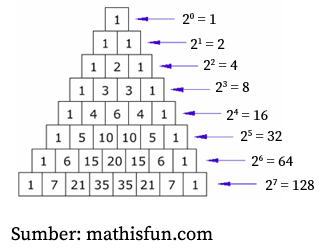 1 2⁰ = 1
1 1 2¹ = 2
1 2 1 2² = 4
1 3 3 1 2³ = 8
1 4 6 4 1 2⁴ = 16
1 5 10 10 5 1 2⁵ = 32
1 6 15 20 15 6 1 2⁶ = 64
1 7 21 35 35 21 7 1 2⁷ = 128
Sumber: mathisfun.com